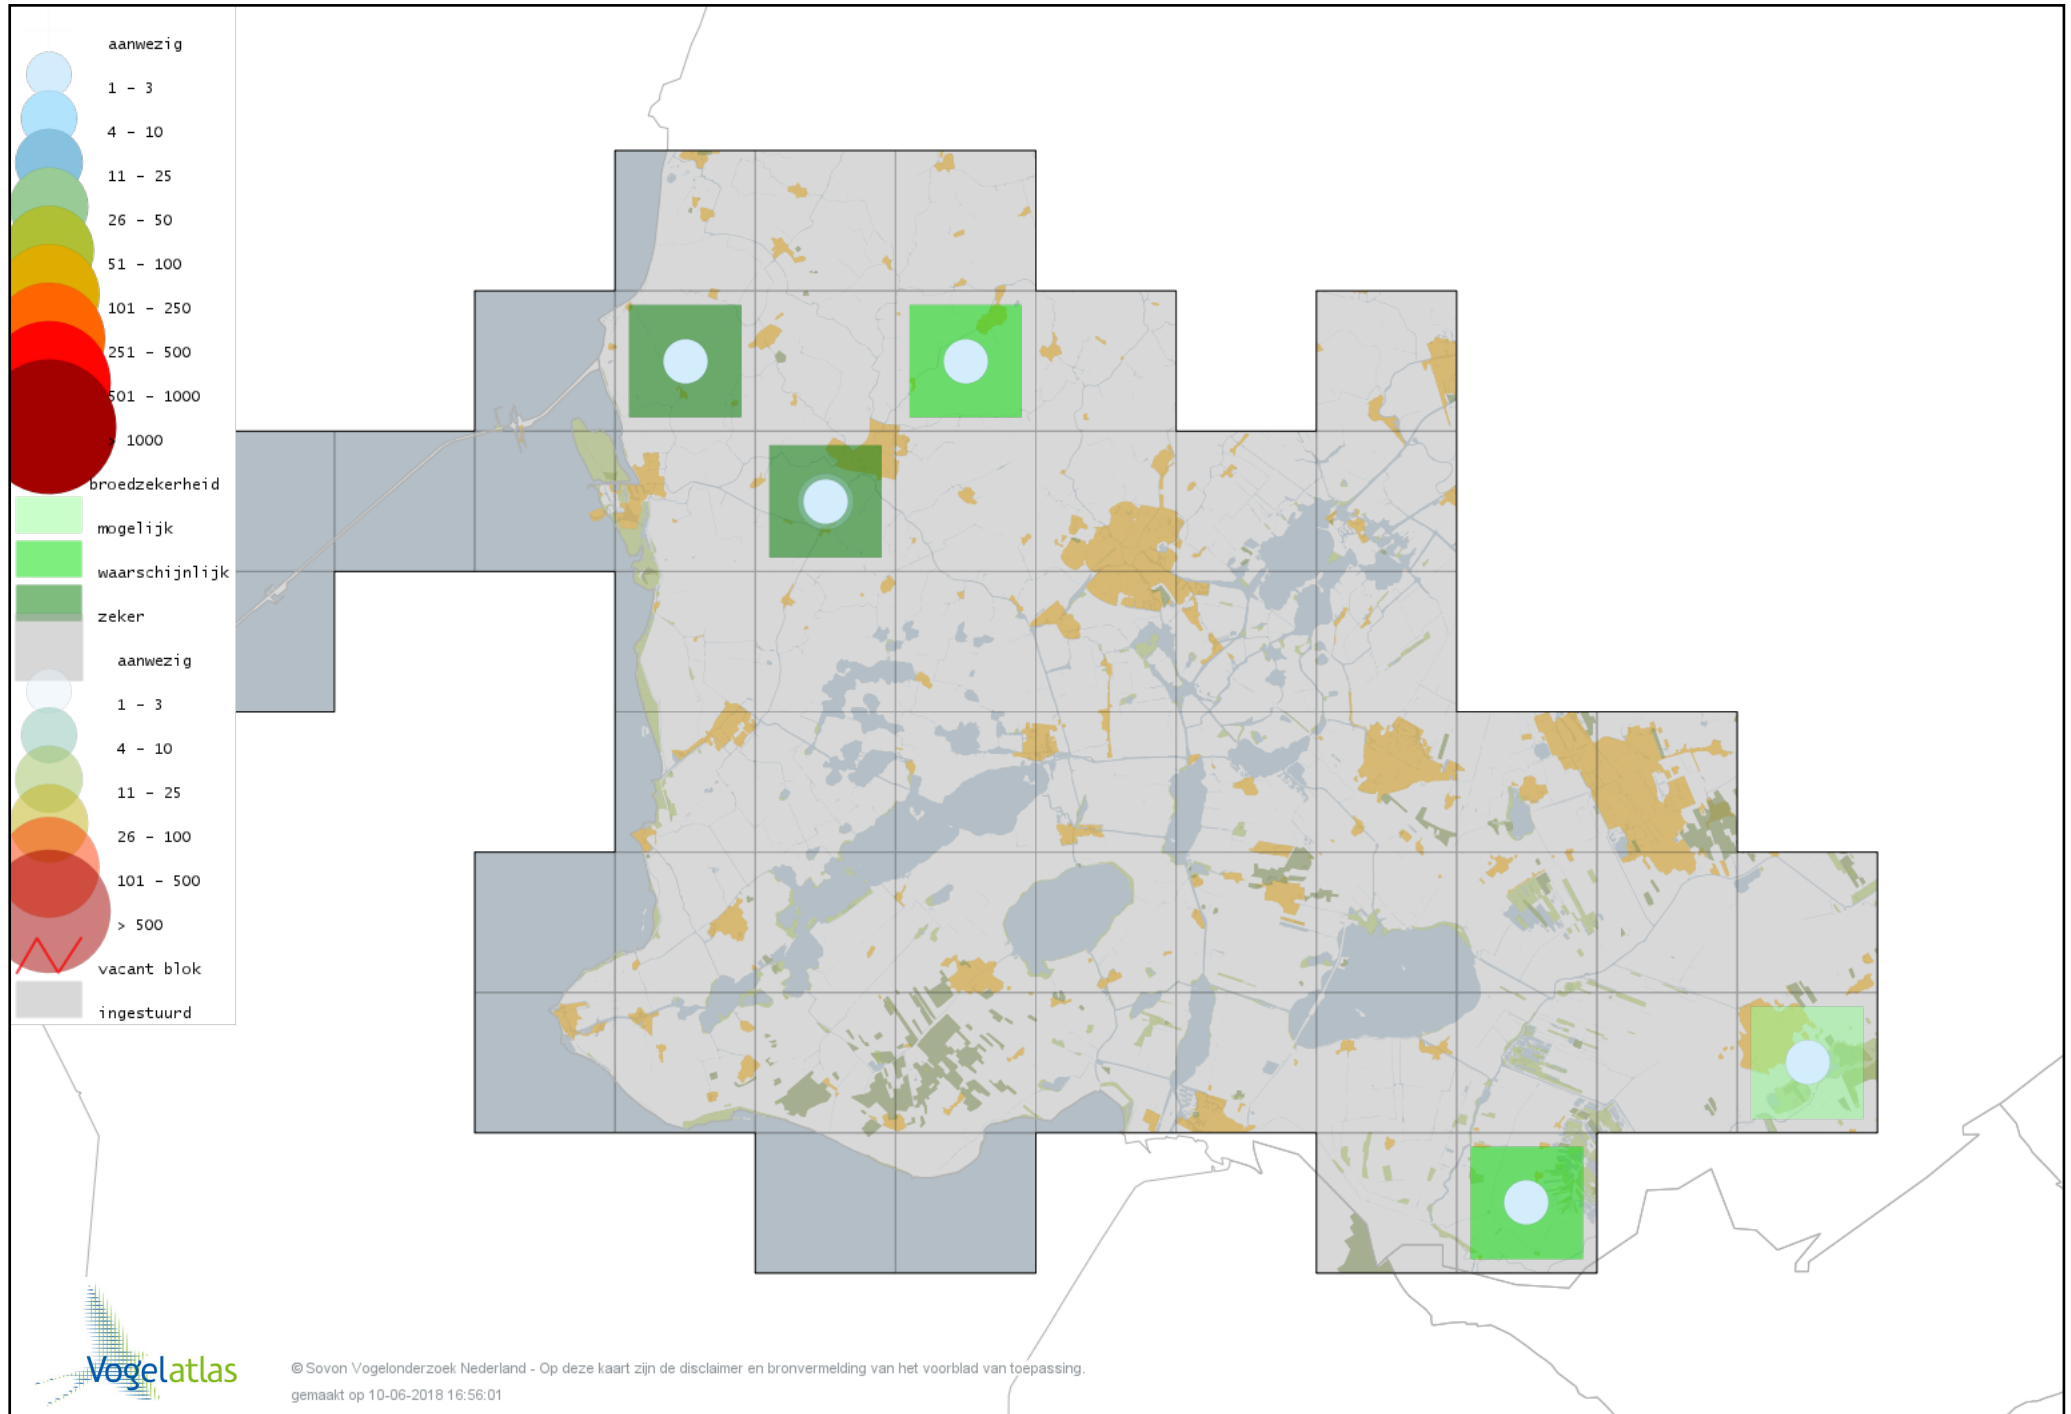 aanwezig
1 - 3
4 - 10
11 - 25
26 - 50
51 - 100
101 - 250
251 - 500
501 - 1000
> 1000
broedzekerheid
mogelijk
waarschijnlijk
zeker
aanwezig
1 - 3
4 - 10
11 - 25
26 - 100
101 - 500
> 500
vacant blok
ingestuurd
Vogelatlas
© Sovon Vogelonderzoek Nederland - Op deze kaart zijn de disclaimer en bronvermelding van het voorblad van toepassing.
gemaakt op 10-06-2018 16:56:01